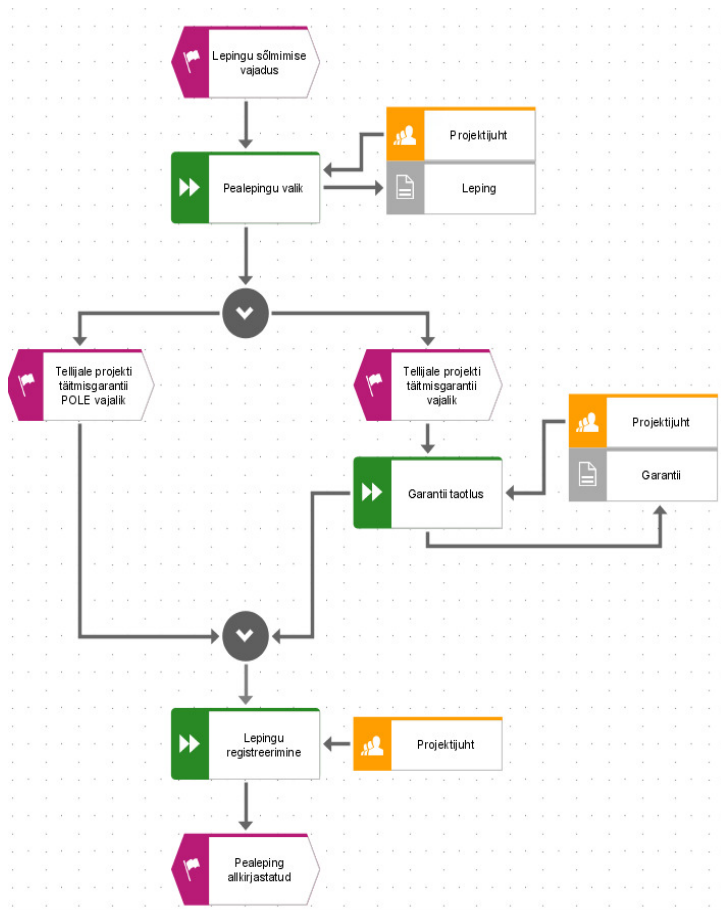 Lepingu sõlmimise
vajadus
Projektijuht
Pealepingu valik
Leping
Tellijale projekti
täitmisgarantii
POLE vajalik
Tellijale projekti
täitmisgarantii
vajalik
Projektijuht
Garantii
Garantii taotlus
Lepingu
registreerimine
Projektijuht
Pealeping
allkirjastatud